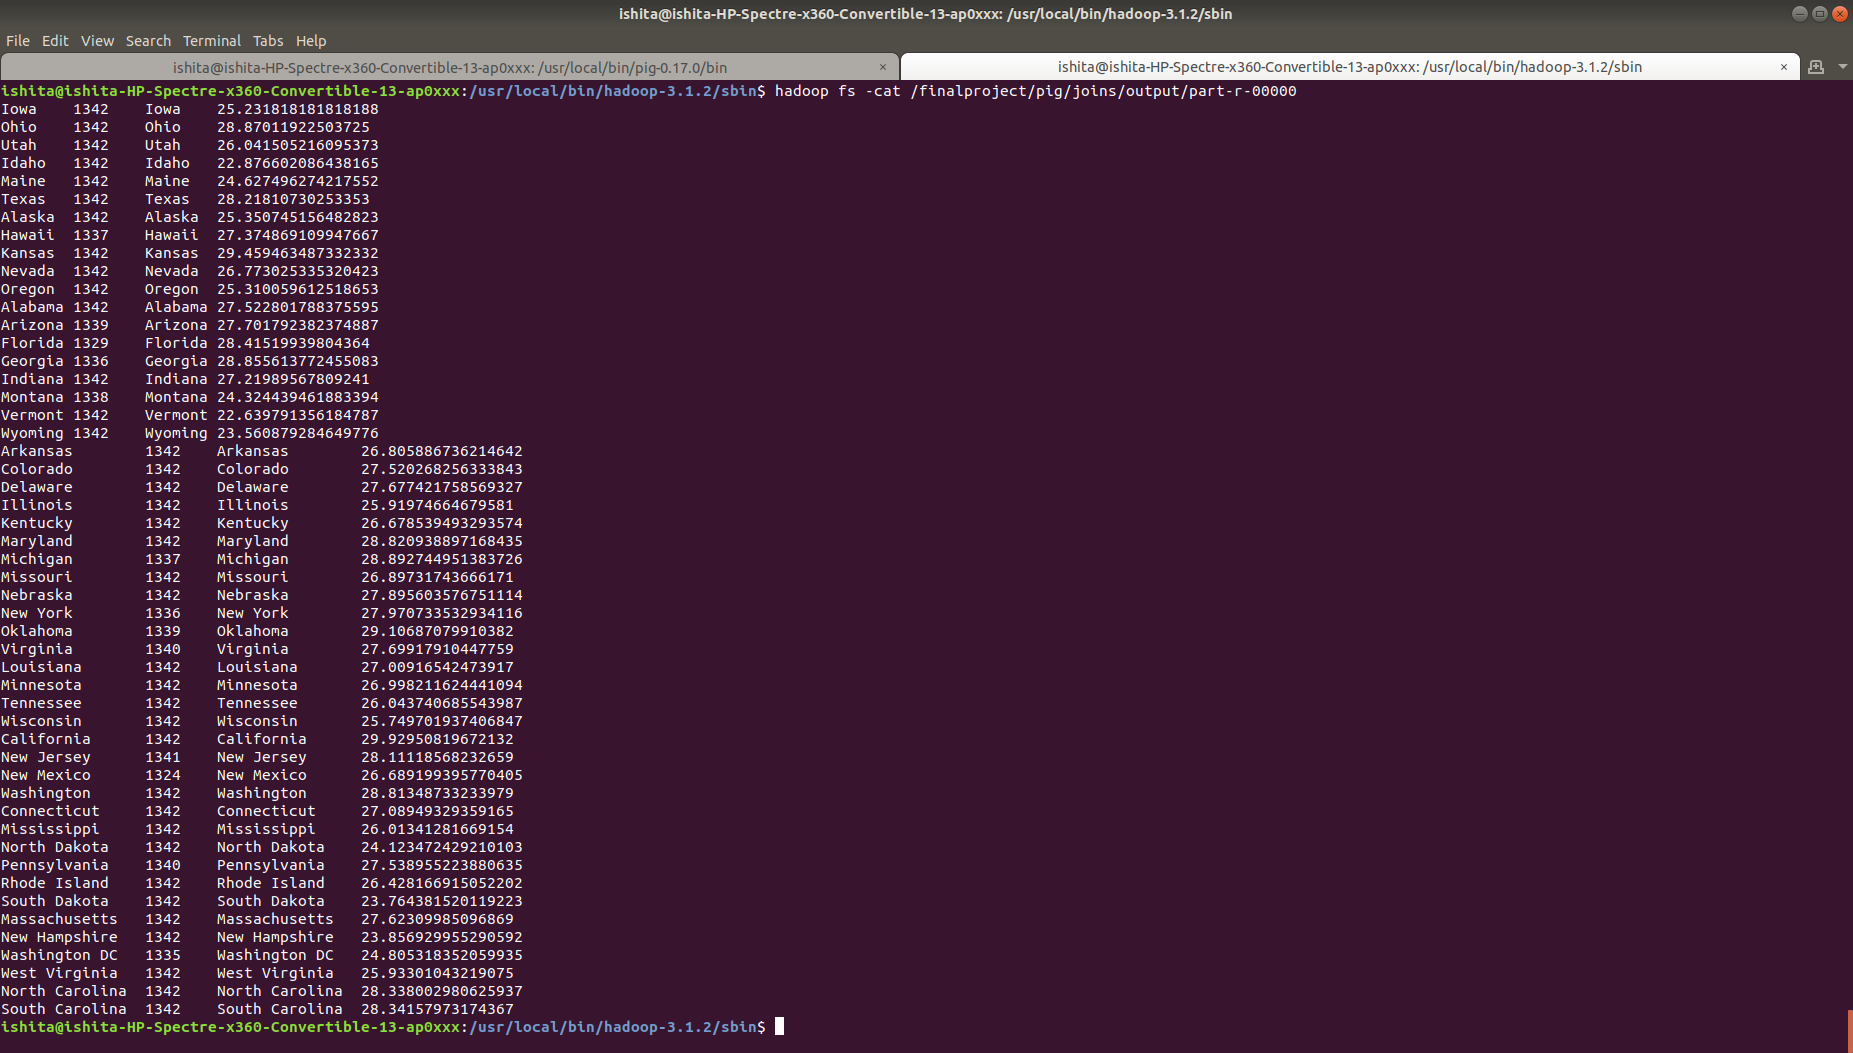 ishita@ishita-HP-Spectre-x360-Convertible-13-ap0xxx: /usr/local/bin/hadoop-3.1.2/sbin
File Edit View Search Terminal Tabs Help
ishita@ishita-HP-Spectre-x360-Convertible-13-ap0xxx: /usr/local/bin/pig-0.17.0/bin × ishita@ishita-HP-Spectre-x360-Convertible-13-ap0xxx: /usr/local/bin/hadoop-3.1.2/sbin ×
ishita@ishita-HP-Spectre-x360-Convertible-13-ap0xxx:/usr/local/bin/hadoop-3.1.2/sbin$ hadoop fs -cat /finalproject/pig/joins/output/part-r-00000
Iowa 1342 Iowa 25.231818181818188
Ohio 1342 Ohio 28.87011922503725
Utah 1342 Utah 26.041505216095373
Idaho 1342 Idaho 22.876602086438165
Maine 1342 Maine 24.627496274217552
Texas 1342 Texas 28.21810730253353
Alaska 1342 Alaska 25.350745156482823
Hawaii 1337 Hawaii 27.374869109947667
Kansas 1342 Kansas 29.459463487332332
Nevada 1342 Nevada 26.773025335320423
Oregon 1342 Oregon 25.310059612518653
Alabama 1342 Alabama 27.522801788375595
Arizona 1339 Arizona 27.701792382374887
Florida 1329 Florida 28.41519939804364
Georgia 1336 Georgia 28.855613772455083
Indiana 1342 Indiana 27.21989567809241
Montana 1338 Montana 24.324439461883394
Vermont 1342 Vermont 22.639791356184787
Wyoming 1342 Wyoming 23.560879284649776
Arkansas 1342 Arkansas 26.805886736214642
Colorado 1342 Colorado 27.520268256333843
Delaware 1342 Delaware 27.677421758569327
Illinois 1342 Illinois 25.91974664679581
Kentucky 1342 Kentucky 26.678539493293574
Maryland 1342 Maryland 28.820938897168435
Michigan 1337 Michigan 28.892744951383726
Missouri 1342 Missouri 26.89731743666171
Nebraska 1342 Nebraska 27.895603576751114
New York 1336 New York 27.970733532934116
Oklahoma 1339 Oklahoma 29.10687079910382
Virginia 1340 Virginia 27.69917910447759
Louisiana 1342 Louisiana 27.00916542473917
Minnesota 1342 Minnesota 26.998211624441094
Tennessee 1342 Tennessee 26.043740685543987
Wisconsin 1342 Wisconsin 25.749701937406847
California 1342 California 29.92950819672132
New Jersey 1341 New Jersey 28.11118568232659
New Mexico 1324 New Mexico 26.689199395770405
Washington 1342 Washington 28.81348733233979
Connecticut 1342 Connecticut 27.08949329359165
Mississippi 1342 Mississippi 26.01341281669154
North Dakota 1342 North Dakota 24.123472429210103
Pennsylvania 1340 Pennsylvania 27.538955223880635
Rhode Island 1342 Rhode Island 26.428166915052202
South Dakota 1342 South Dakota 23.764381520119223
Massachusetts 1342 Massachusetts 27.62309985096869
New Hampshire 1342 New Hampshire 23.856929955290592
Washington DC 1335 Washington DC 24.805318352059935
West Virginia 1342 West Virginia 25.93301043219075
North Carolina 1342 North Carolina 28.338002980625937
South Carolina 1342 South Carolina 28.34157973174367
ishita@ishita-HP-Spectre-x360-Convertible-13-ap0xxx:/usr/local/bin/hadoop-3.1.2/sbin$